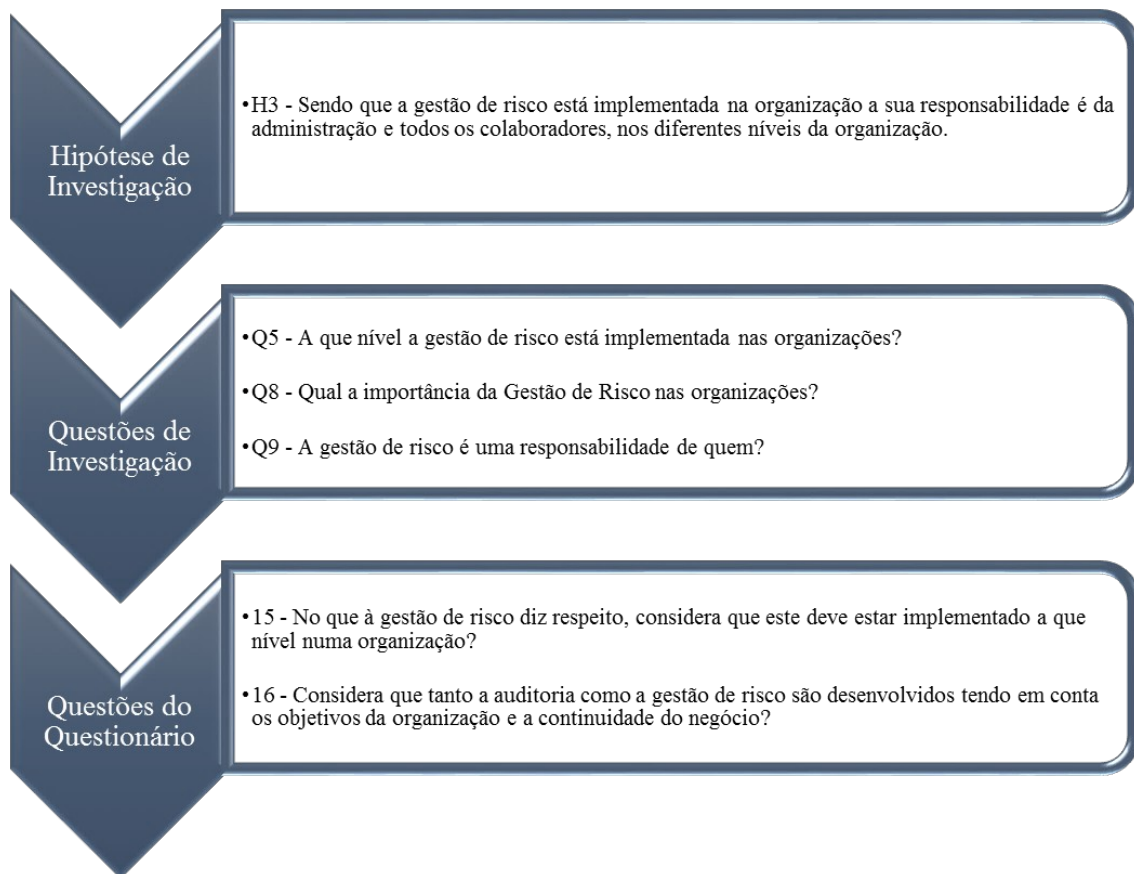 Hipótese de
Investigação
•H3 - Sendo que a gestão de risco está implementada na organização a sua responsabilidade é da
administração e todos os colaboradores, nos diferentes níveis da organização.
Questões de
Investigação
•Q5 - A que nível a gestão de risco está implementada nas organizações?
•Q8 - Qual a importância da Gestão de Risco nas organizações?
•Q9 - A gestão de risco é uma responsabilidade de quem?
Questões do
Questionário
•15 - No que à gestão de risco diz respeito, considera que este deve estar implementado a que
nível numa organização?
•16 - Considera que tanto a auditoria como a gestão de risco são desenvolvidos tendo em conta
os objetivos da organização e a continuidade do negócio?